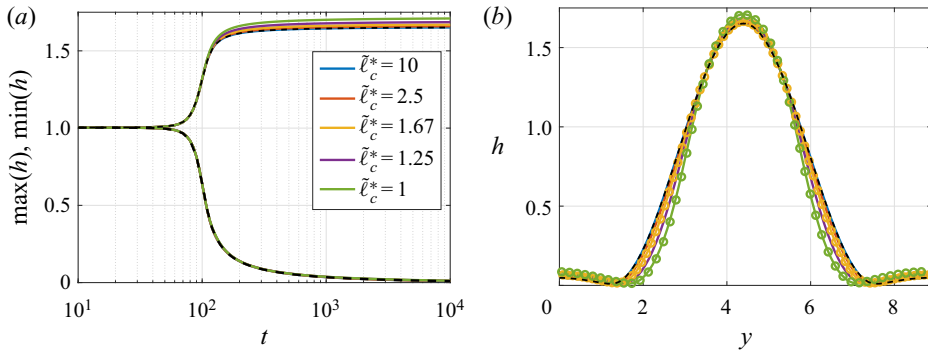 (a)
max(h), min(h)
1.5
1.0
0.5
0
10^1
10^2
10^3
10^4
t
ℓ̃_c^* = 10
ℓ̃_c^* = 2.5
ℓ̃_c^* = 1.67
ℓ̃_c^* = 1.25
ℓ̃_c^* = 1
(b)
h
1.5
1.0
0.5
0
2
4
6
8
y